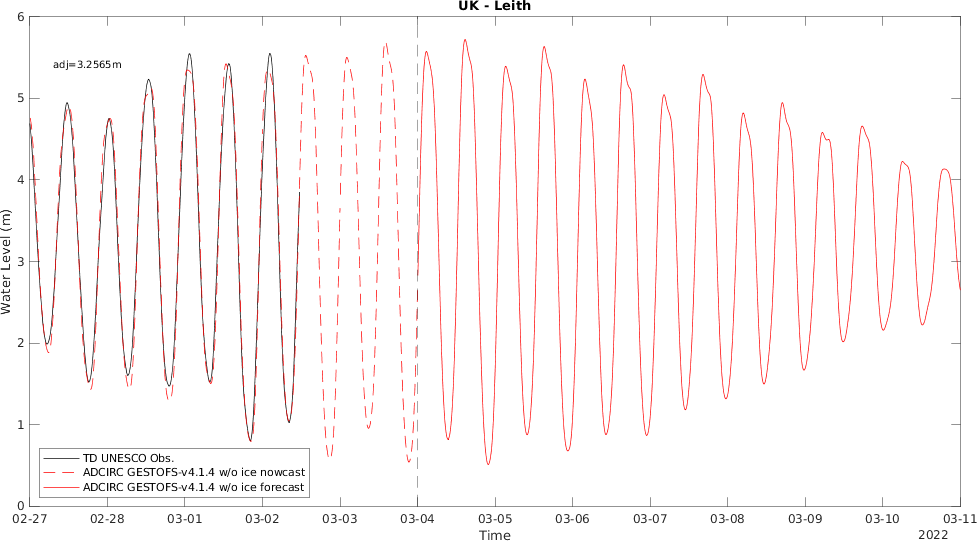 UK - Leith
6
adj=3.2565m
5
4
3
2
1
0
Water Level (m)
TD UNESCO Obs.
ADCIRC GESTOFS-v4.1.4 w/o ice nowcast
ADCIRC GESTOFS-v4.1.4 w/o ice forecast
02-27 02-28 03-01 03-02 03-03 03-04 03-05 03-06 03-07 03-08 03-09 03-10 03-11
Time
2022